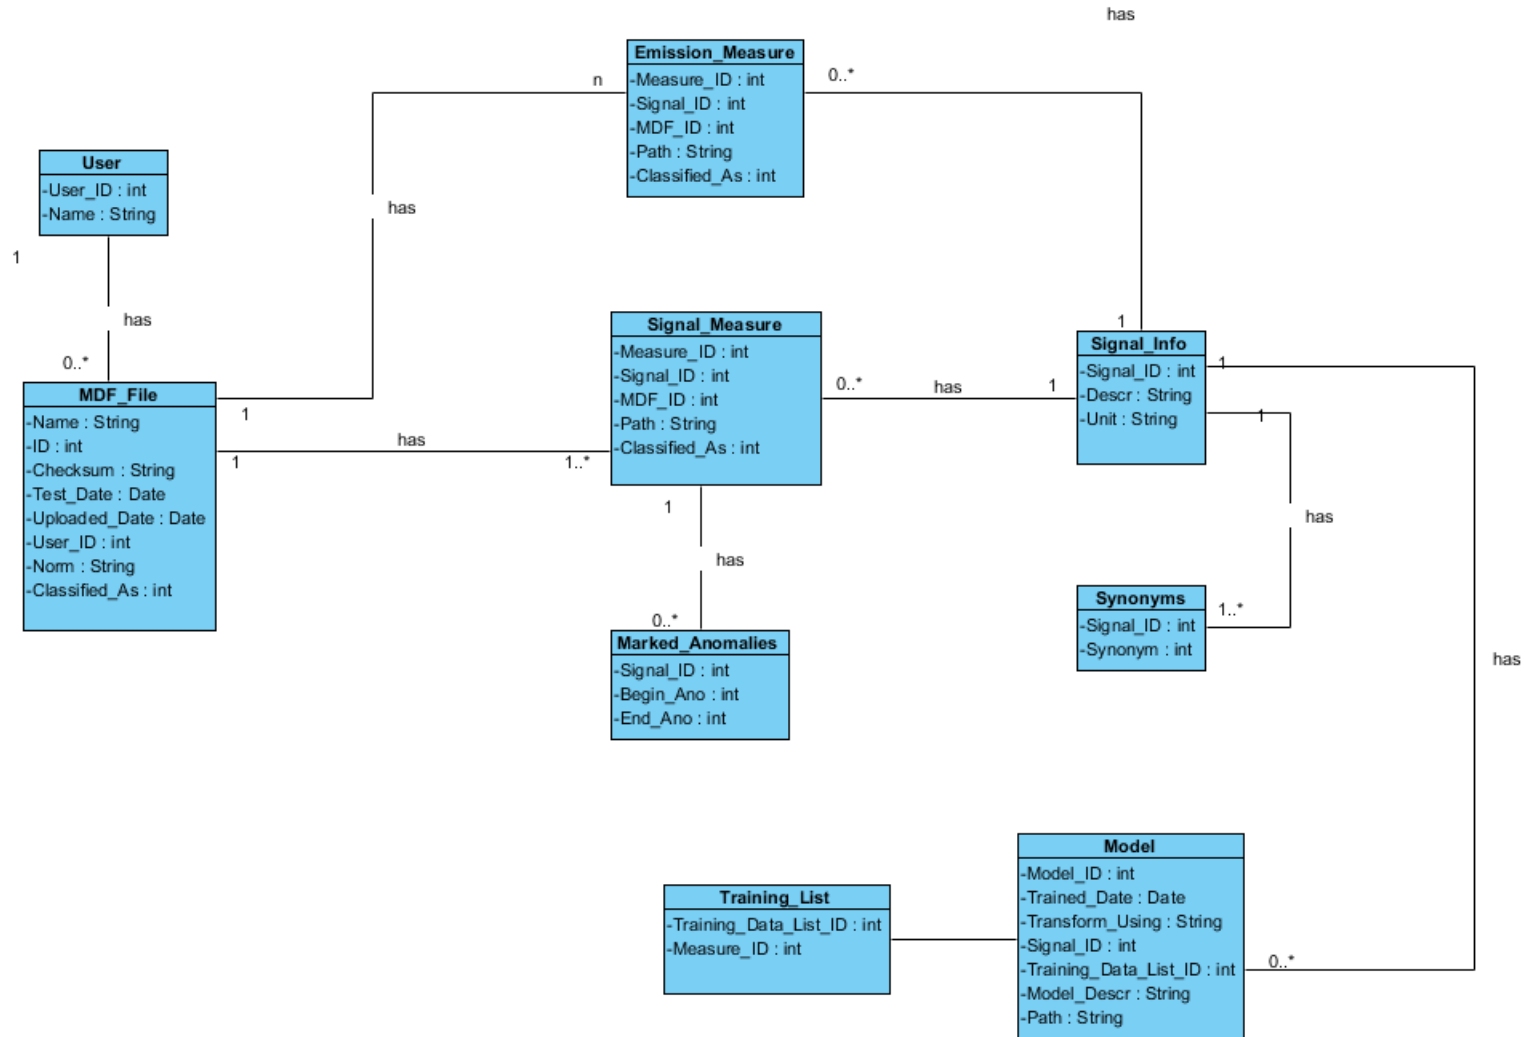 has
Emission_Measure
-Measure_ID : int
-Signal_ID : int
-MDF_ID : int
-Path : String
-Classified_As : int
n
0..*
User
-User_ID : int
-Name : String
1
has
0..*
has
MDF_File
-Name : String
-ID : int
-Checksum : String
-Test_Date : Date
-Uploaded_Date : Date
-User_ID : int
-Norm : String
-Classified_As : int
1
1
has
1..*
Signal_Measure
-Measure_ID : int
-Signal_ID : int
-MDF_ID : int
-Path : String
-Classified_As : int
0..*
has
1
1
Signal_Info
-Signal_ID : int
-Descr : String
-Unit : String
1
1
1
has
0..*
Marked_Anomalies
-Signal_ID : int
-Begin_Ano : int
-End_Ano : int
has
Synonyms
-Signal_ID : int
-Synonym : int
1..*
has
Training_List
-Training_Data_List_ID : int
-Measure_ID : int
Model
-Model_ID : int
-Trained_Date : Date
-Transform_Using : String
-Signal_ID : int
-Training_Data_List_ID : int
-Model_Descr : String
-Path : String
0..*